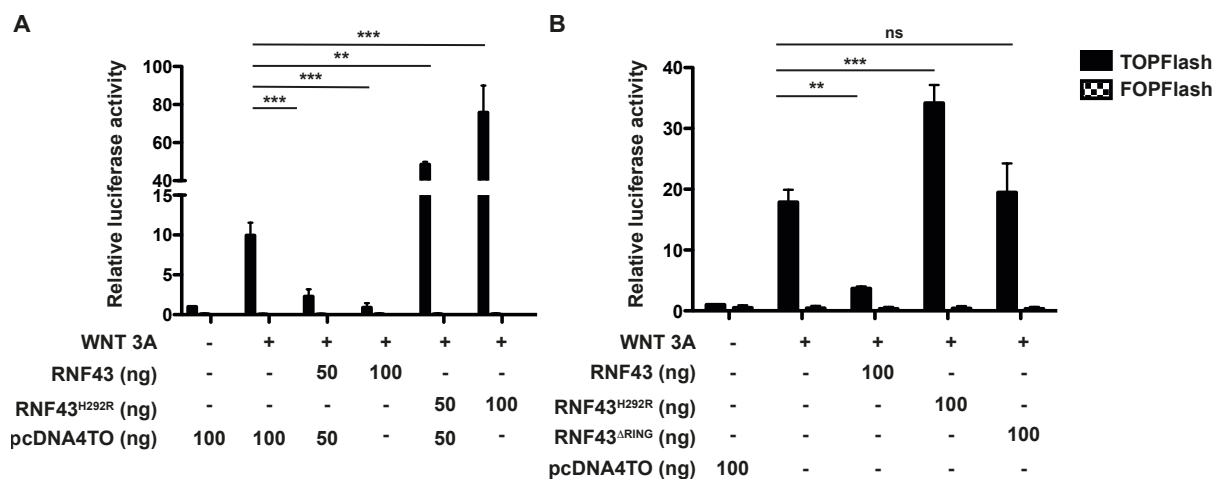 A
Relative luciferase activity
100
80
60
40
15
10
5
0
***
**
***
***
WNT 3A - + + + + +
RNF43 (ng) - - 50 100 - -
RNF43H292R (ng) - - - - 50 100
pcDNA4TO (ng) 100 100 50 - 50 -
B
Relative luciferase activity
40
30
20
10
0
ns
***
**
WNT 3A - + + + +
RNF43 (ng) - - 100 - -
RNF43H292R (ng) - - - 100 -
RNF43ΔRING (ng) - - - - 100
pcDNA4TO (ng) 100 - - - -
TOPFlash
FOPFlash